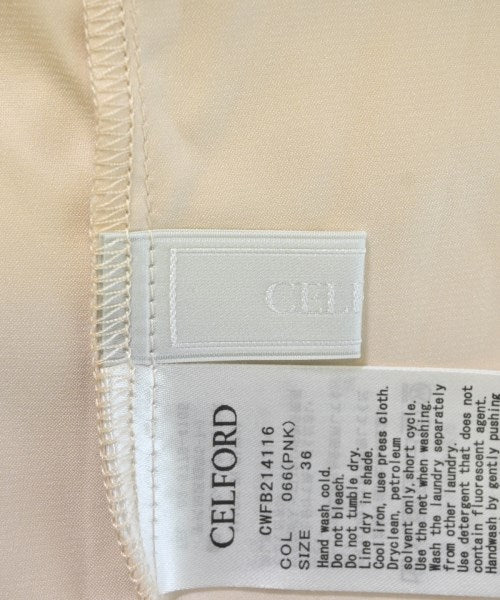 CEL
CELFORD
CWFB214116
COL 066(PNK)
SIZE 36
Hand wash cold.
Do not bleach.
Do not tumble dry.
Line dry in shade.
Cool iron, use press cloth.
Dryclean, petroleum
solvent only,short cycle.
Use the net when washing.
Wash the laundry separately
from other laundry.
Use detergent that does not
contain fluorescent agent.
Handwash by gently pushing